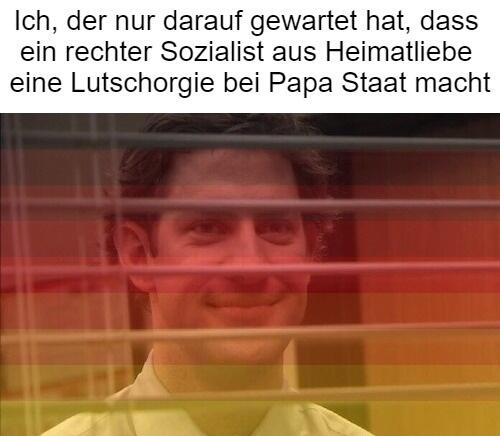 Ich, der nur darauf gewartet hat, dass
ein rechter Sozialist aus Heimatliebe
eine Lutschorgie bei Papa Staat macht